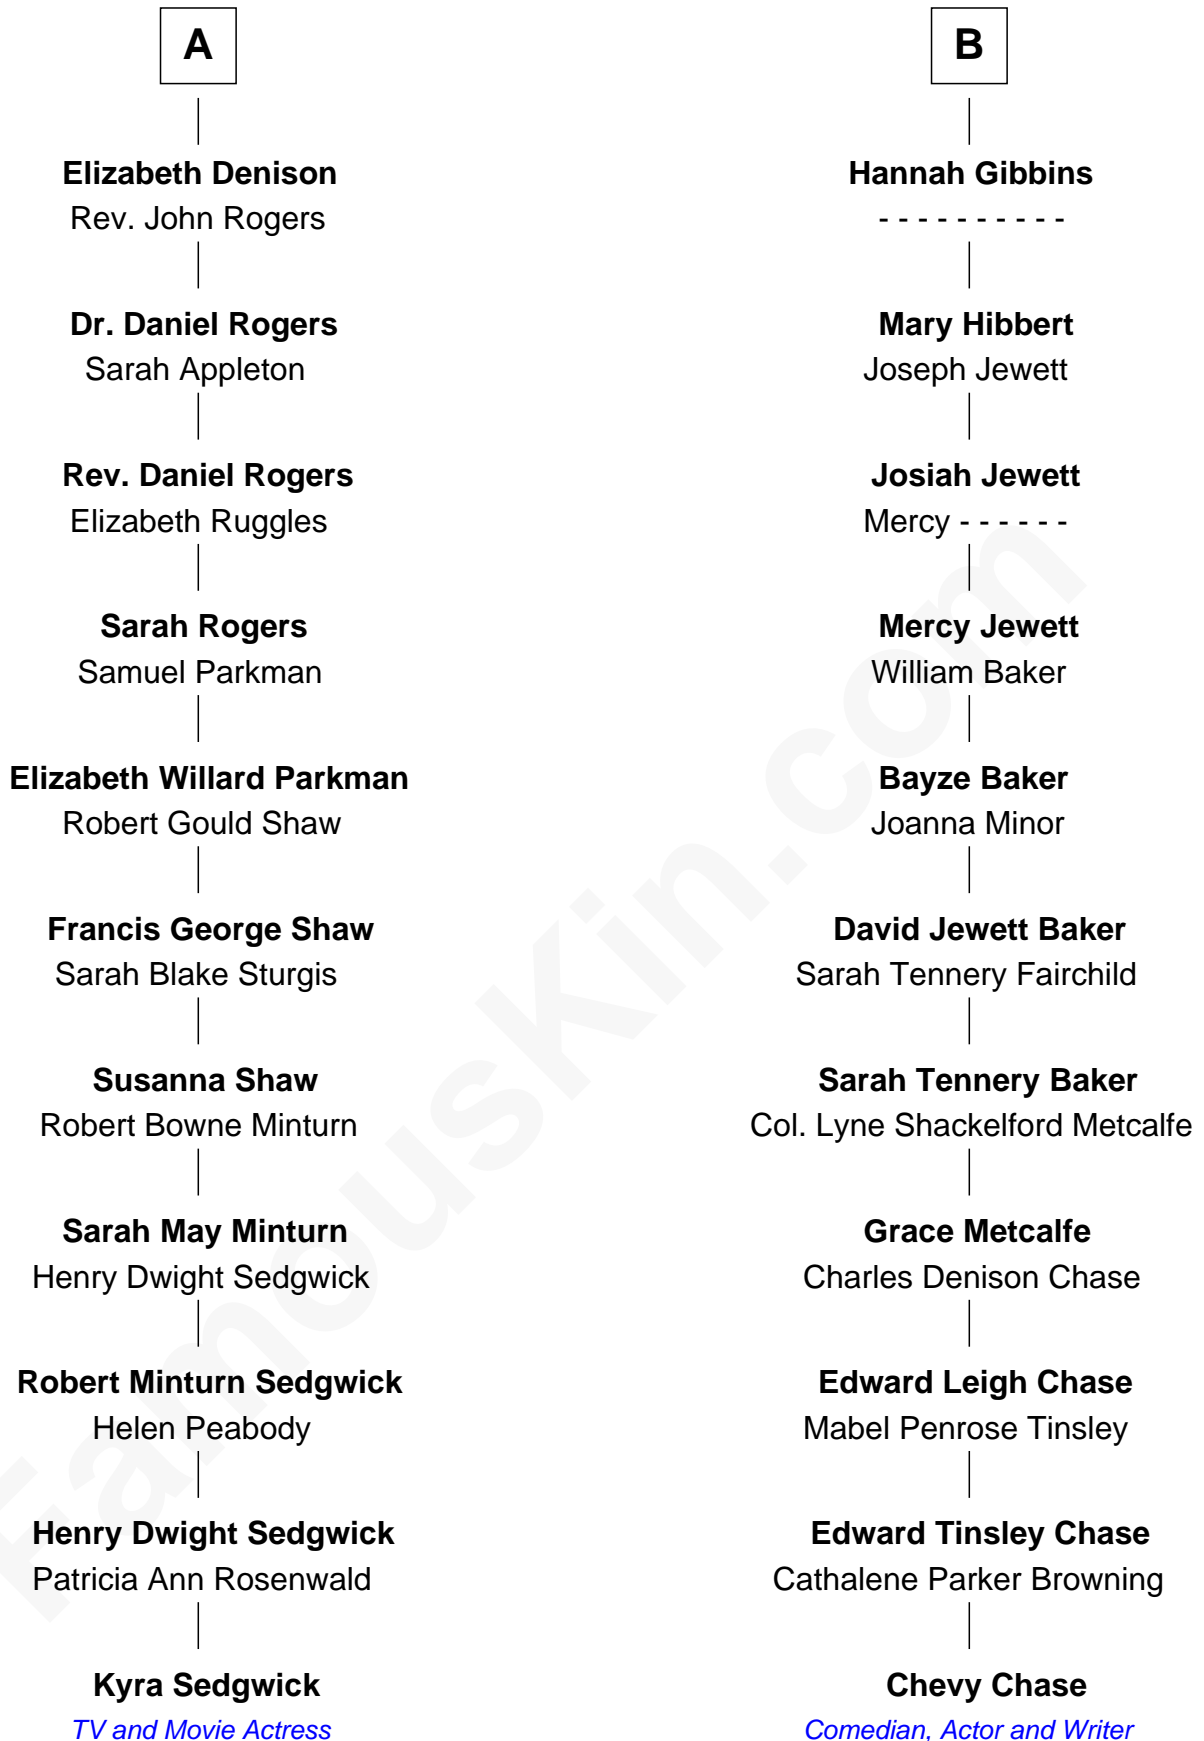 A
Elizabeth Denison
Rev. John Rogers
Dr. Daniel Rogers
Sarah Appleton
Rev. Daniel Rogers
Elizabeth Ruggles
Sarah Rogers
Samuel Parkman
Elizabeth Willard Parkman
Robert Gould Shaw
Francis George Shaw
Sarah Blake Sturgis
Susanna Shaw
Robert Bowne Minturn
Sarah May Minturn
Henry Dwight Sedgwick
Robert Minturn Sedgwick
Helen Peabody
Henry Dwight Sedgwick
Patricia Ann Rosenwald
Kyra Sedgwick
TV and Movie Actress
B
Hannah Gibbins
- - - - - - - - - -
Mary Hibbert
Joseph Jewett
Josiah Jewett
Mercy - - - - - -
Mercy Jewett
William Baker
Bayze Baker
Joanna Minor
David Jewett Baker
Sarah Tennery Fairchild
Sarah Tennery Baker
Col. Lyne Shackelford Metcalfe
Grace Metcalfe
Charles Denison Chase
Edward Leigh Chase
Mabel Penrose Tinsley
Edward Tinsley Chase
Cathalene Parker Browning
Chevy Chase
Comedian, Actor and Writer
FamousKin.com